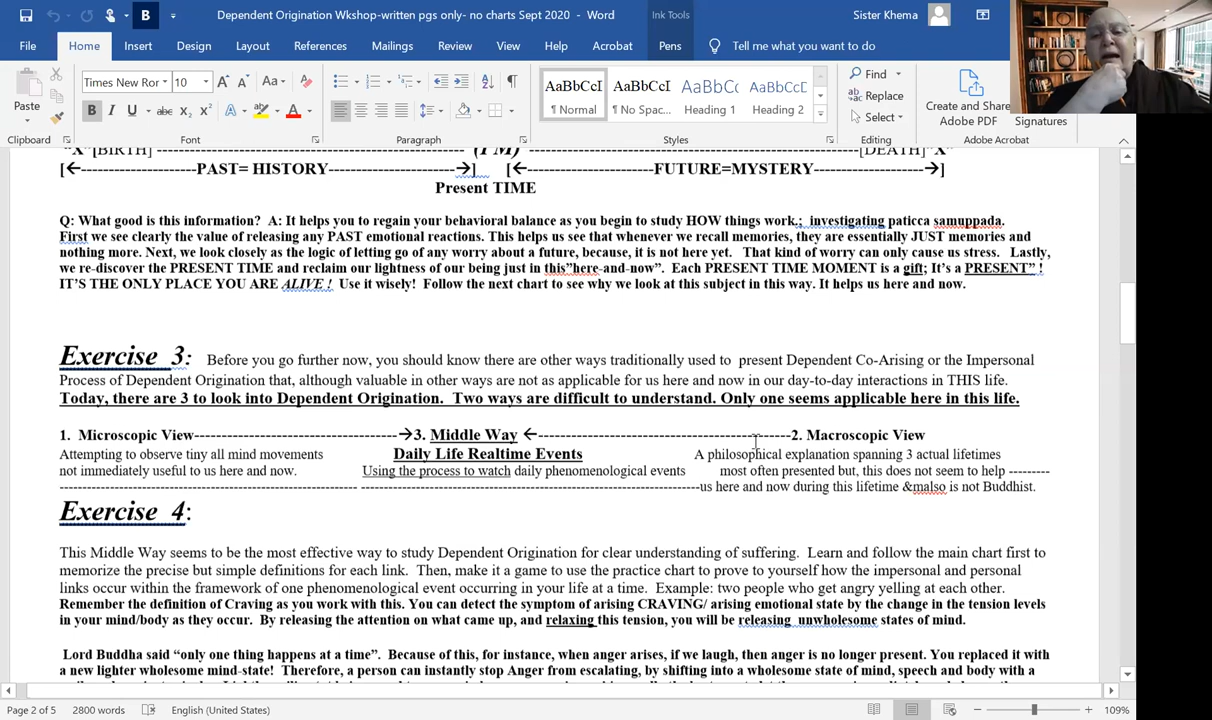 Dependent Origination Wkshop-written pgs only- no charts Sept 2020 - Word
Ink Tools
Sister Khema
File Home Insert Design Layout References Mailings Review View Help Acrobat Pens Tell me what you want to do
Paste
Times New Ror 10
AaBbCcI AaBbCcI AaBbC AaBbCcD
¶ Normal ¶ No Spac... Heading 1 Heading 2
Find
Replace
Select
Create and Share
Adobe PDF
Signatures
Clipboard Font Paragraph Styles Editing Adobe Acrobat
"X"[BIRTH] ------------------------------------------------------- (PM) -------------------------------------------------------[DEATH]"X"
[←---------------------PAST= HISTORY-----------------------→] [←-----------------------FUTURE=MYSTERY--------------------→]
Present TIME
Q: What good is this information? A: It helps you to regain your behavioral balance as you begin to study HOW things work.; investigating paticca samuppada.
First we see clearly the value of releasing any PAST emotional reactions. This helps us see that whenever we recall memories, they are essentially JUST memories and
nothing more. Next, we look closely as the logic of letting go of any worry about a future, because, it is not here yet. That kind of worry can only cause us stress. Lastly,
we re-discover the PRESENT TIME and reclaim our lightness of our being just in this"here-and-now". Each PRESENT TIME MOMENT is a gift; It's a PRESENT" !
IT'S THE ONLY PLACE YOU ARE ALIVE ! Use it wisely! Follow the next chart to see why we look at this subject in this way. It helps us here and now.
Exercise 3: Before you go further now, you should know there are other ways traditionally used to present Dependent Co-Arising or the Impersonal
Process of Dependent Origination that, although valuable in other ways are not as applicable for us here and now in our day-to-day interactions in THIS life.
Today, there are 3 to look into Dependent Origination. Two ways are difficult to understand. Only one seems applicable here in this life.
1. Microscopic View-------------------------------------→3. Middle Way ←----------------------------------------------2. Macroscopic View
Attempting to observe tiny all mind movements Daily Life Realtime Events A philosophical explanation spanning 3 actual lifetimes
not immediately useful to us here and now. Using the process to watch daily phenomenological events most often presented but, this does not seem to help ---------
------------------------------------------------------------------ -------------------------------------------------------------------us here and now during this lifetime &malso is not Buddhist.
Exercise 4:
This Middle Way seems to be the most effective way to study Dependent Origination for clear understanding of suffering. Learn and follow the main chart first to
memorize the precise but simple definitions for each link. Then, make it a game to use the practice chart to prove to yourself how the impersonal and personal
links occur within the framework of one phenomenological event occurring in your life at a time. Example: two people who get angry yelling at each other.
Remember the definition of Craving as you work with this. You can detect the symptom of arising CRAVING/ arising emotional state by the change in the tension levels
in your mind/body as they occur. By releasing the attention on what came up, and relaxing this tension, you will be releasing unwholesome states of mind.
Lord Buddha said "only one thing happens at a time". Because of this, for instance, when anger arises, if we laugh, then anger is no longer present. You replaced it with
a new lighter wholesome mind-state! Therefore, a person can instantly stop Anger from escalating, by shifting into a wholesome state of mind, speech and body with a
Page 2 of 5 2800 words English (United States) 109%